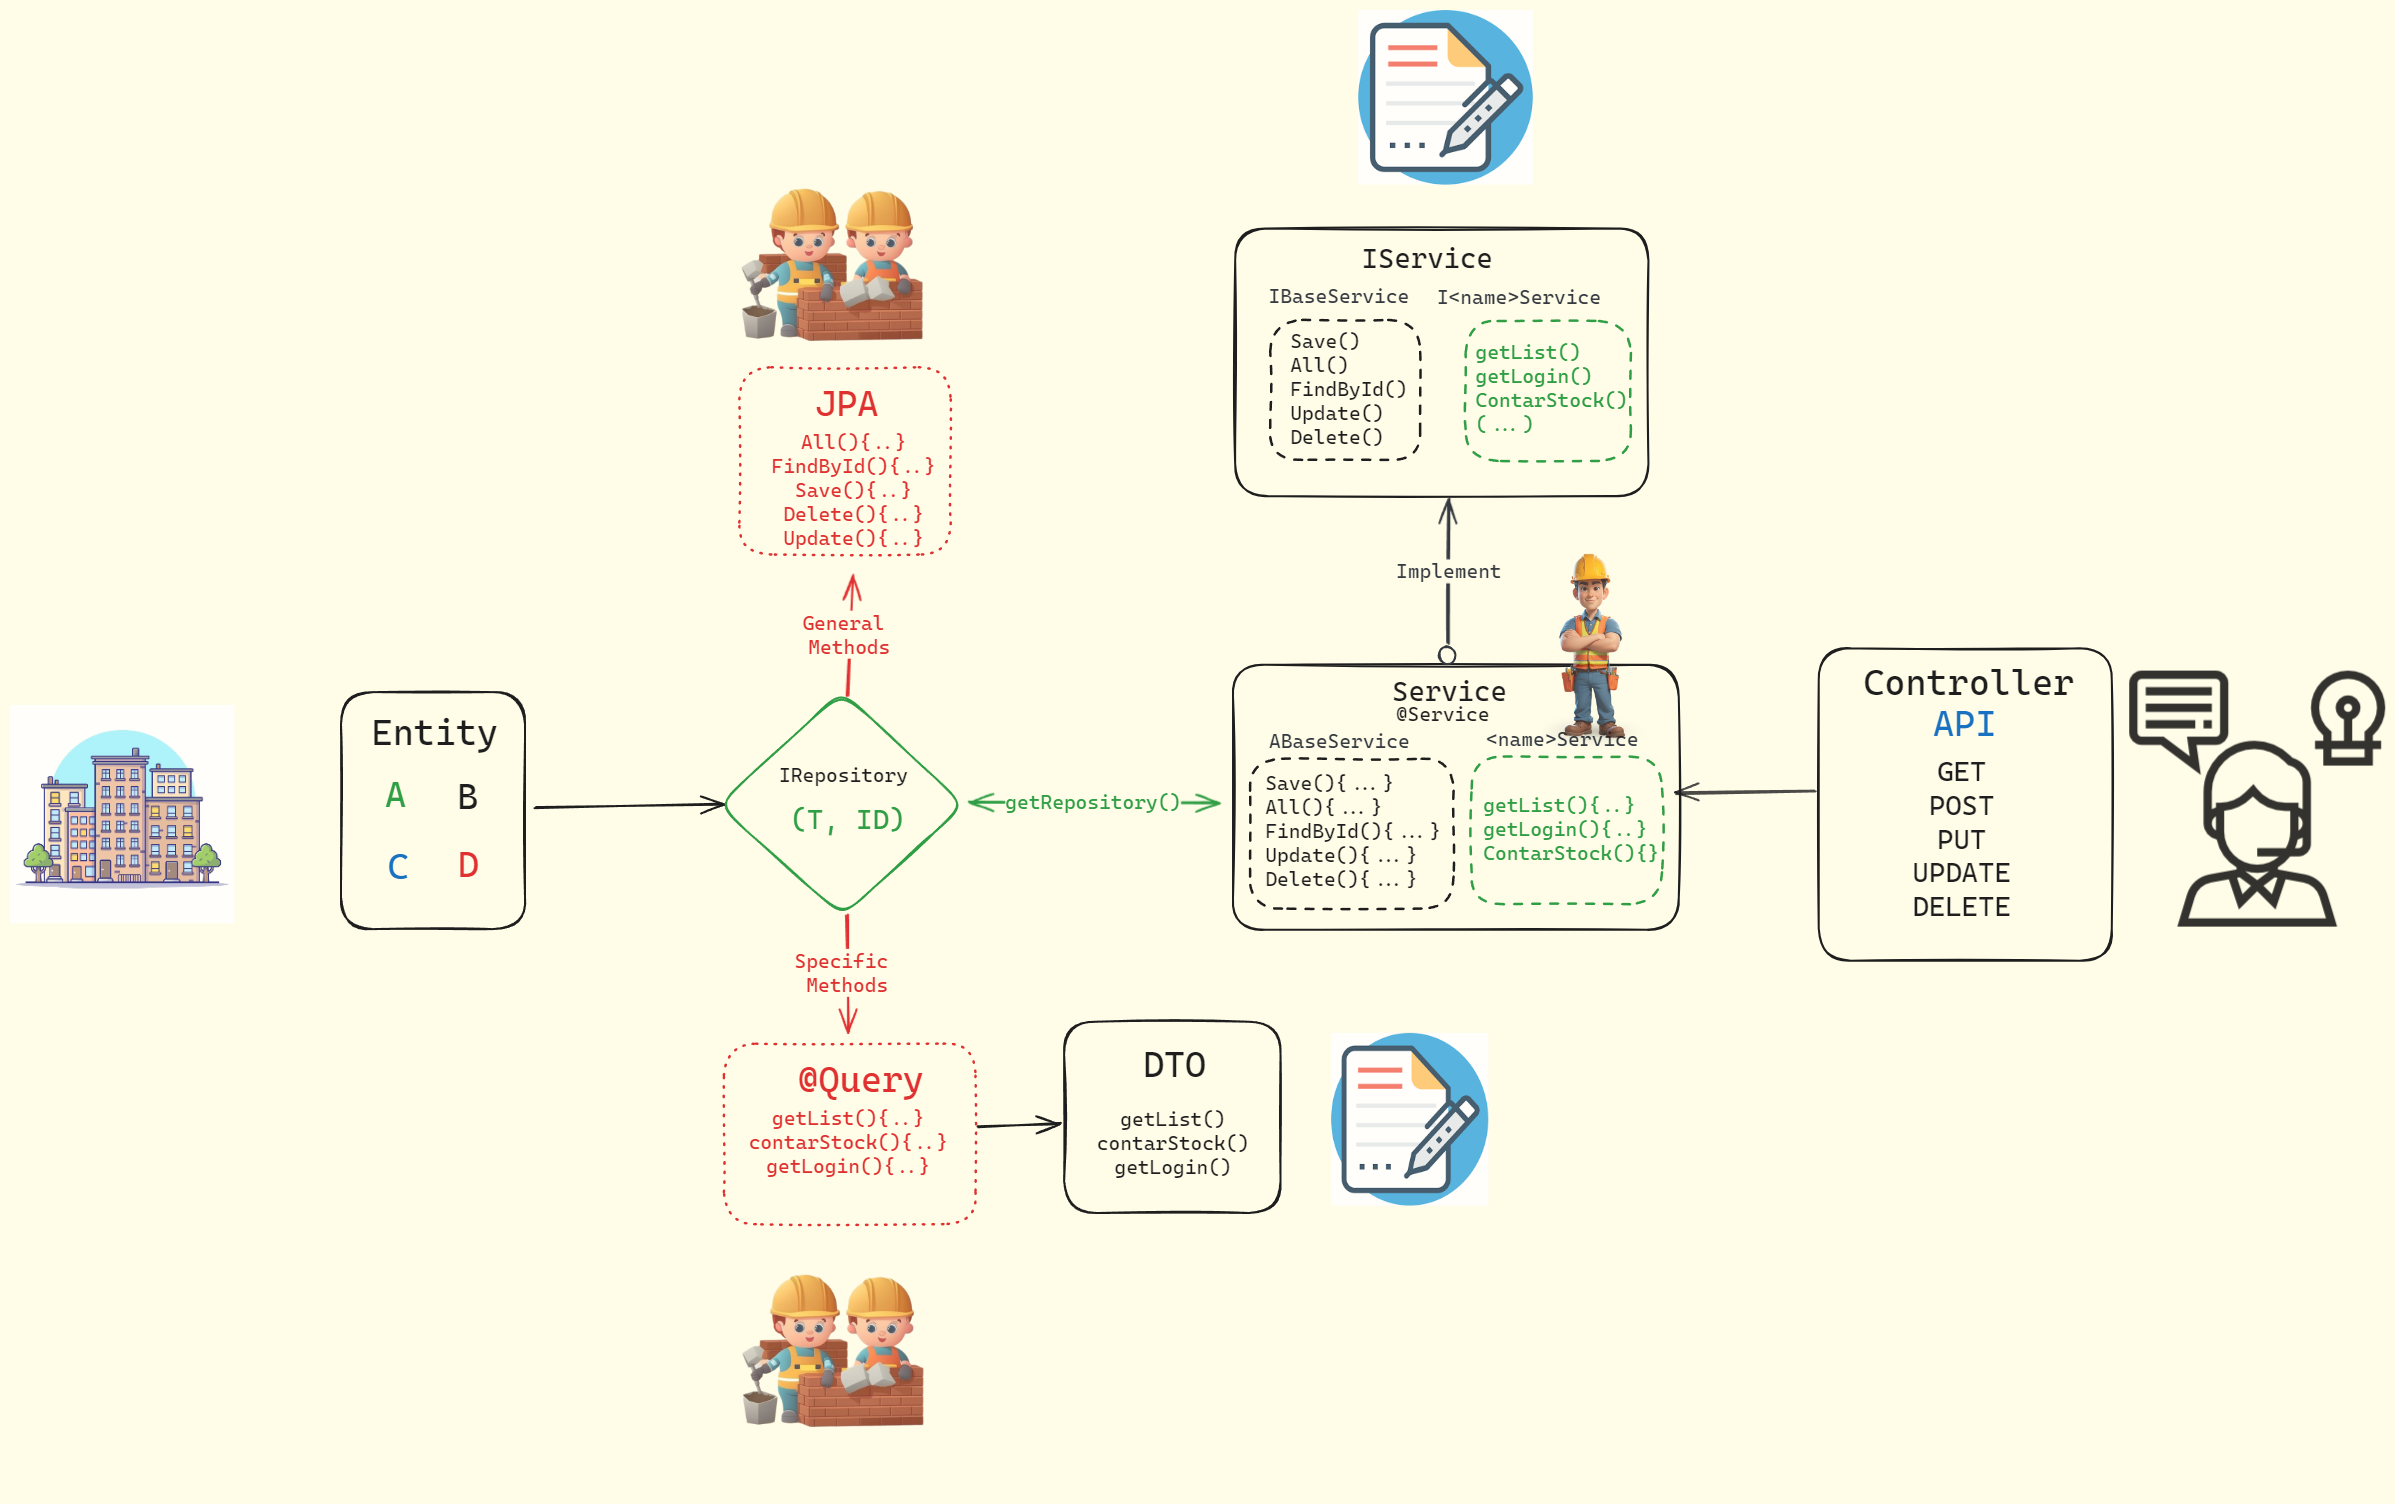 IService
IBaseService
Save()
All()
FindById()
Update()
Delete()
I<name>Service
getList()
getLogin()
ContarStock()
(...)
JPA
All(){..}
FindById(){..}
Save(){..}
Delete(){..}
Update(){..}
General
Methods
Implement
Entity
A B
C D
IRepository
(T, ID)
getRepository()
Service
@Service
ABaseService
Save(){...}
All(){...}
FindById(){...}
Update(){...}
Delete(){...}
<name>Service
getList(){..}
getLogin(){..}
ContarStock(){}
Controller
API
GET
POST
PUT
UPDATE
DELETE
Specific
Methods
@Query
getList(){..}
contarStock(){..}
getLogin(){..}
DTO
getList()
contarStock()
getLogin()